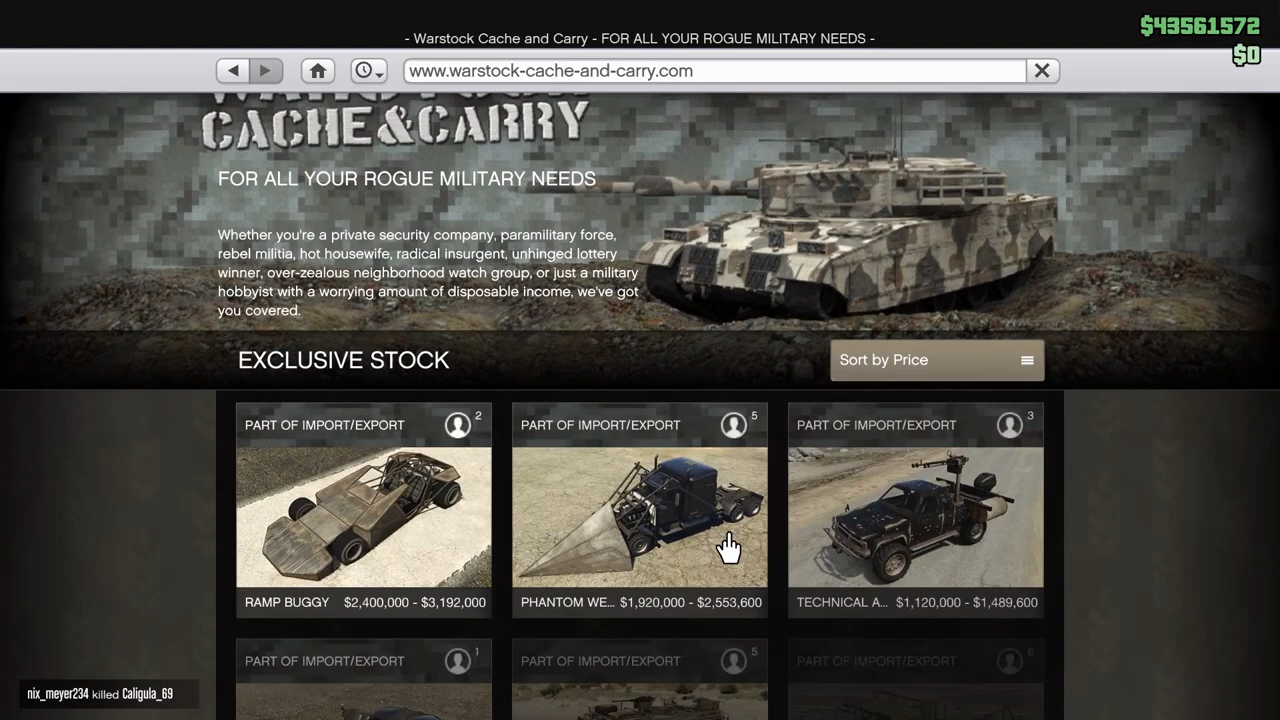 $43561572
$0
- Warstock Cache and Carry - FOR ALL YOUR ROGUE MILITARY NEEDS -
www.warstock-cache-and-carry.com
WARSTOCK
CACHE&CARRY
FOR ALL YOUR ROGUE MILITARY NEEDS
Whether you're a private security company, paramilitary force,
rebel militia, hot housewife, radical insurgent, unhinged lottery
winner, over-zealous neighborhood watch group, or just a military
hobbyist with a worrying amount of disposable income, we've got
you covered.
EXCLUSIVE STOCK
Sort by Price
PART OF IMPORT/EXPORT 2
PART OF IMPORT/EXPORT 5
PART OF IMPORT/EXPORT 3
RAMP BUGGY $2,400,000 - $3,192,000
PHANTOM WE... $1,920,000 - $2,553,600
TECHNICAL A... $1,120,000 - $1,489,600
PART OF IMPORT/EXPORT 1
PART OF IMPORT/EXPORT 5
PART OF IMPORT/EXPORT 6
nix_meyer234 killed Caligula_69